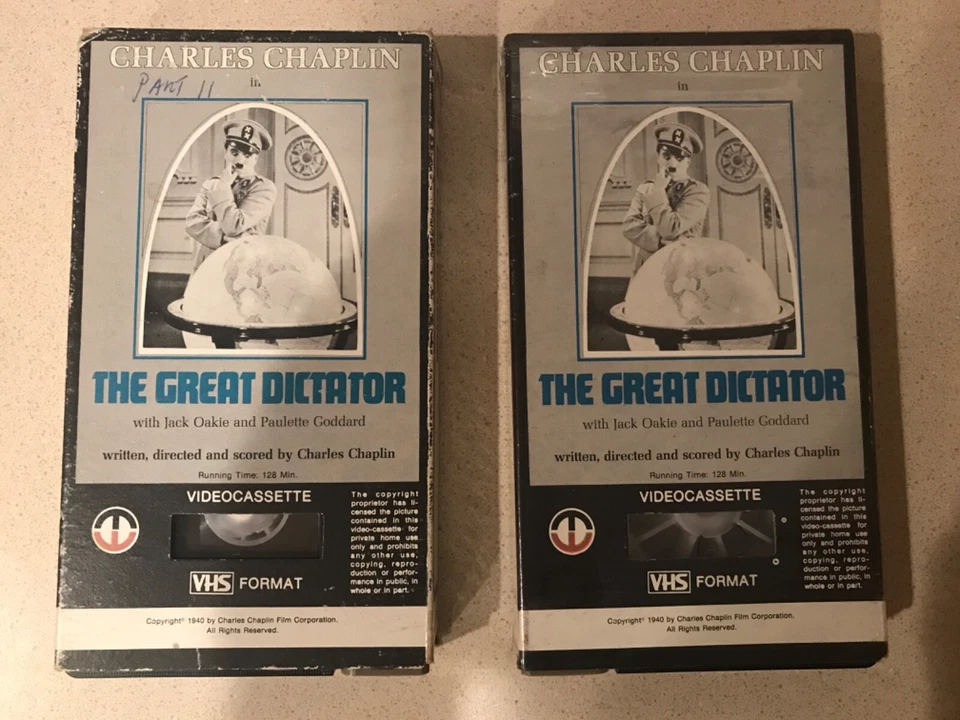 CHARLES CHAPLIN
PART II
in
THE GREAT DICTATOR
with Jack Oakie and Paulette Goddard
written, directed and scored by Charles Chaplin
Running Time: 128 Min.
VIDEOCASSETTE
The copyright
proprietor has li-
censed the picture
contained in this
video-cassette for
private home use
only and prohibits
any other use,
copying, repro-
duction or perfor-
mance in public, in
whole or in part.
VHS FORMAT
Copyright® 1940 by Charles Chaplin Film Corporation.
All Rights Reserved.
CHARLES CHAPLIN
in
THE GREAT DICTATOR
with Jack Oakie and Paulette Goddard
written, directed and scored by Charles Chaplin
Running Time: 128 Min.
VIDEOCASSETTE
The copyright
proprietor has li-
censed the picture
contained in this
video-cassette for
private home use
only and prohibits
any other use,
copying, repro-
duction or perfor-
mance in public, in
whole or in part.
VHS FORMAT
Copyright® 1940 by Charles Chaplin Film Corporation.
All Rights Reserved.